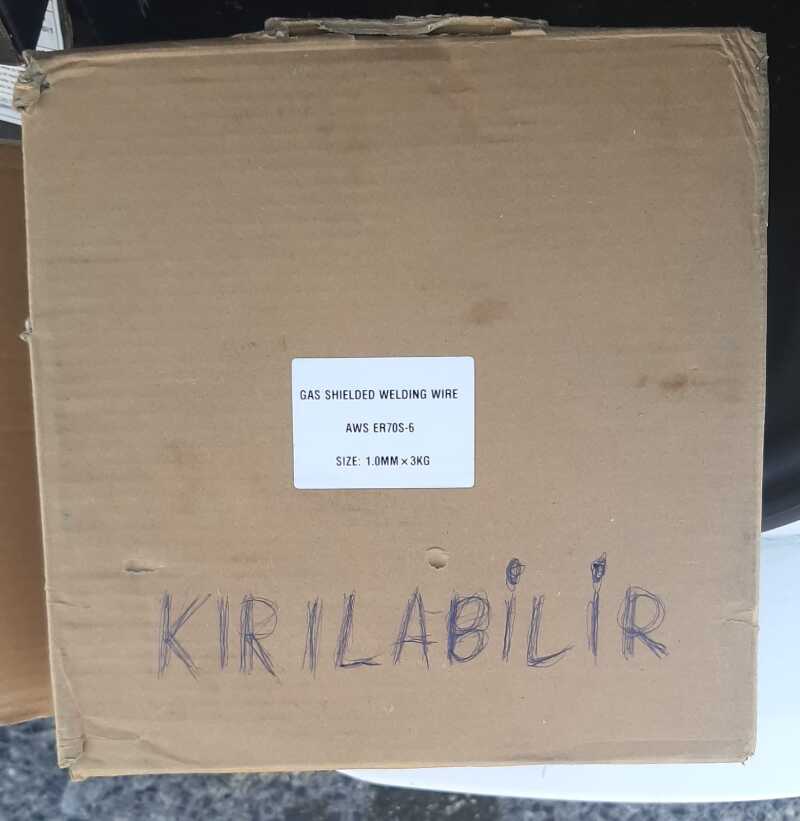 GAS SHIELDED WELDING WIRE
AWS ER70S-6
SIZE: 1.0MM×3KG
KIRILABİLİR